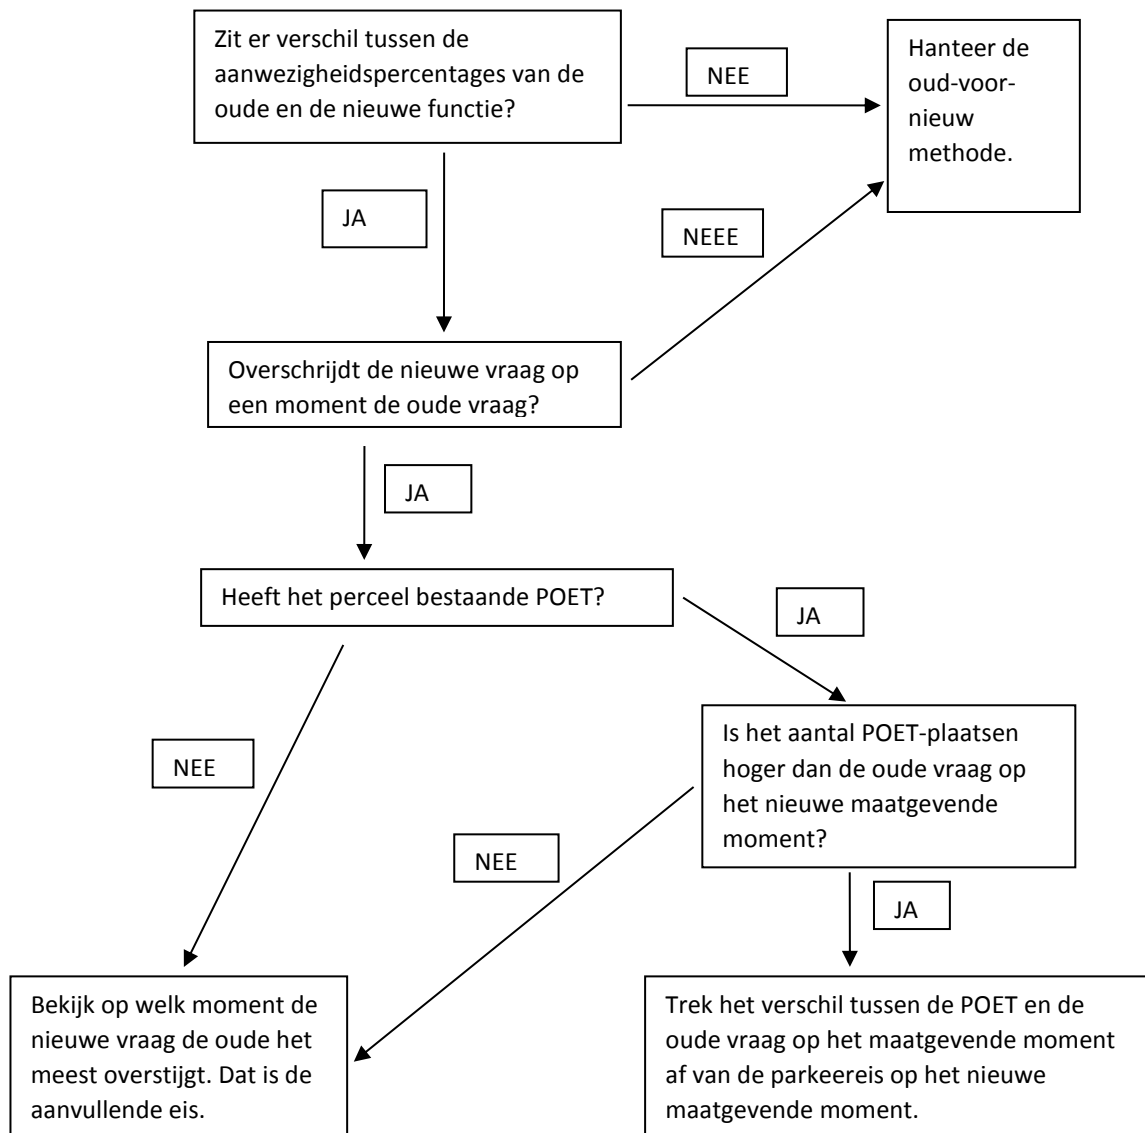 Zit er verschil tussen de
aanwezigheidspercentages van de
oude en de nieuwe functie?
NEE
Hanteer de
oud-voor-
nieuw
methode.
JA
NEEE
Overschrijdt de nieuwe vraag op
een moment de oude vraag?
JA
Heeft het perceel bestaande POET?
JA
NEE
Is het aantal POET-plaatsen
hoger dan de oude vraag op
het nieuwe maatgevende
moment?
NEE
JA
Bekijk op welk moment de
nieuwe vraag de oude het
meest overstijgt. Dat is de
aanvullende eis.
Trek het verschil tussen de POET en de
oude vraag op het maatgevende moment
af van de parkeereis op het nieuwe
maatgevende moment.